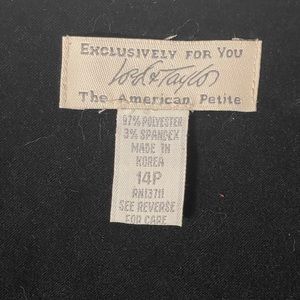 Exclusively for You
Lord & Taylor
The American Petite
97% POLYESTER
3% SPANDEX
MADE IN
KOREA
14P
RN13711
SEE REVERSE
FOR CARE